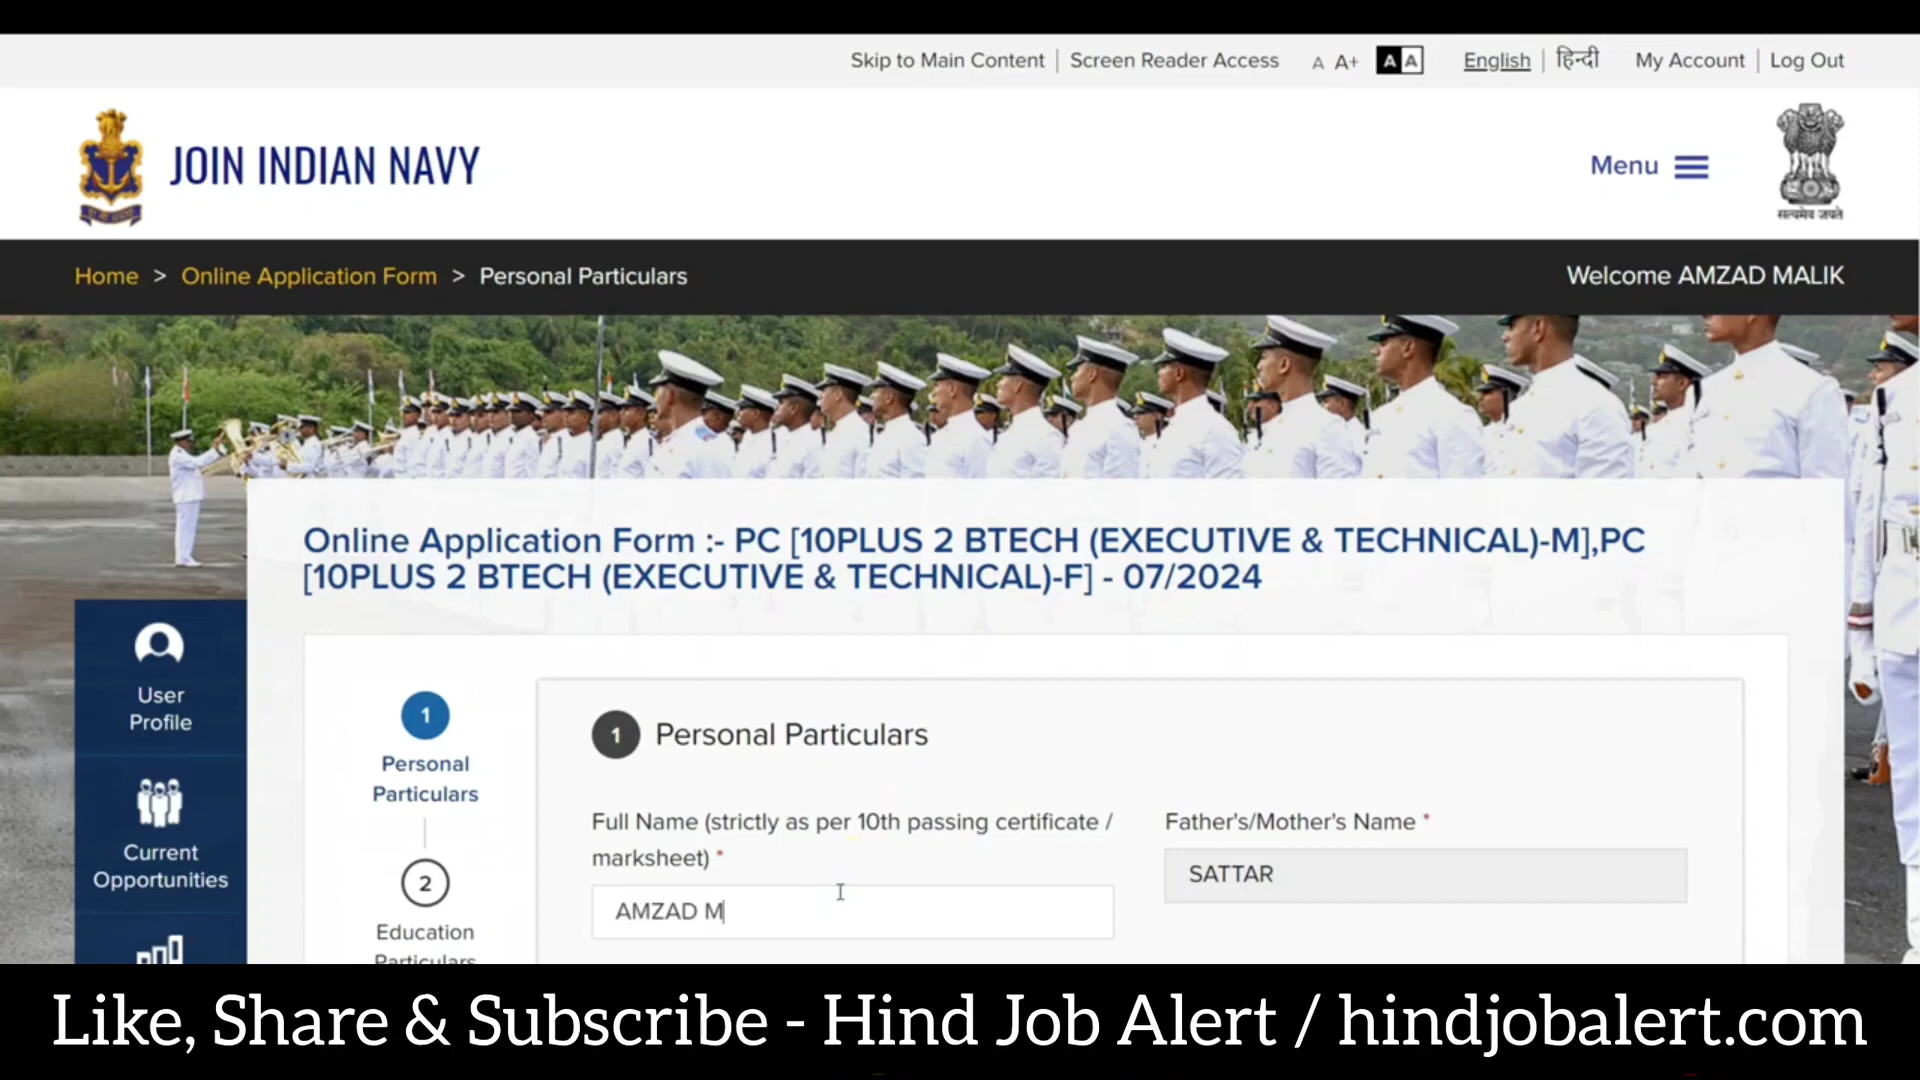 Skip to Main Content | Screen Reader Access A A+ A A English | हिन्दी My Account | Log Out
JOIN INDIAN NAVY
Menu
सत्यमेव जयते
Home > Online Application Form > Personal Particulars
Welcome AMZAD MALIK
Online Application Form :- PC [10PLUS 2 BTECH (EXECUTIVE & TECHNICAL)-M],PC
[10PLUS 2 BTECH (EXECUTIVE & TECHNICAL)-F] - 07/2024
User
Profile
Current
Opportunities
1
Personal
Particulars
2
Education
Particulars
1 Personal Particulars
Full Name (strictly as per 10th passing certificate /
marksheet) *
AMZAD M
Father's/Mother's Name *
SATTAR
Like, Share & Subscribe - Hind Job Alert / hindjobalert.com